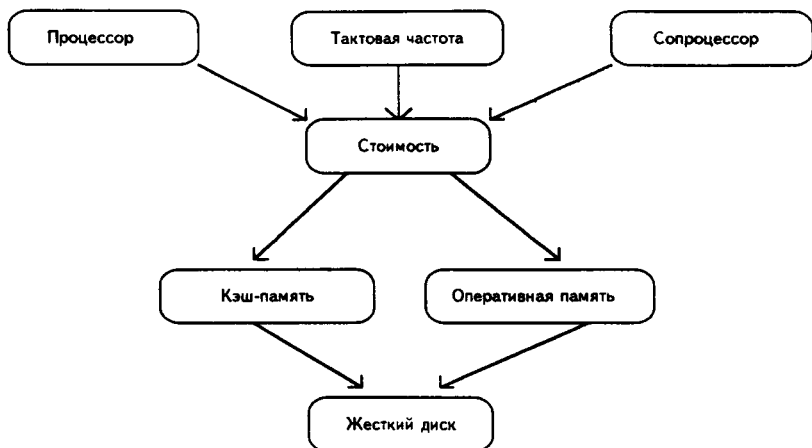 Процессор
Тактовая частота
Сопроцессор
Стоимость
Кэш-память
Оперативная память
Жесткий диск